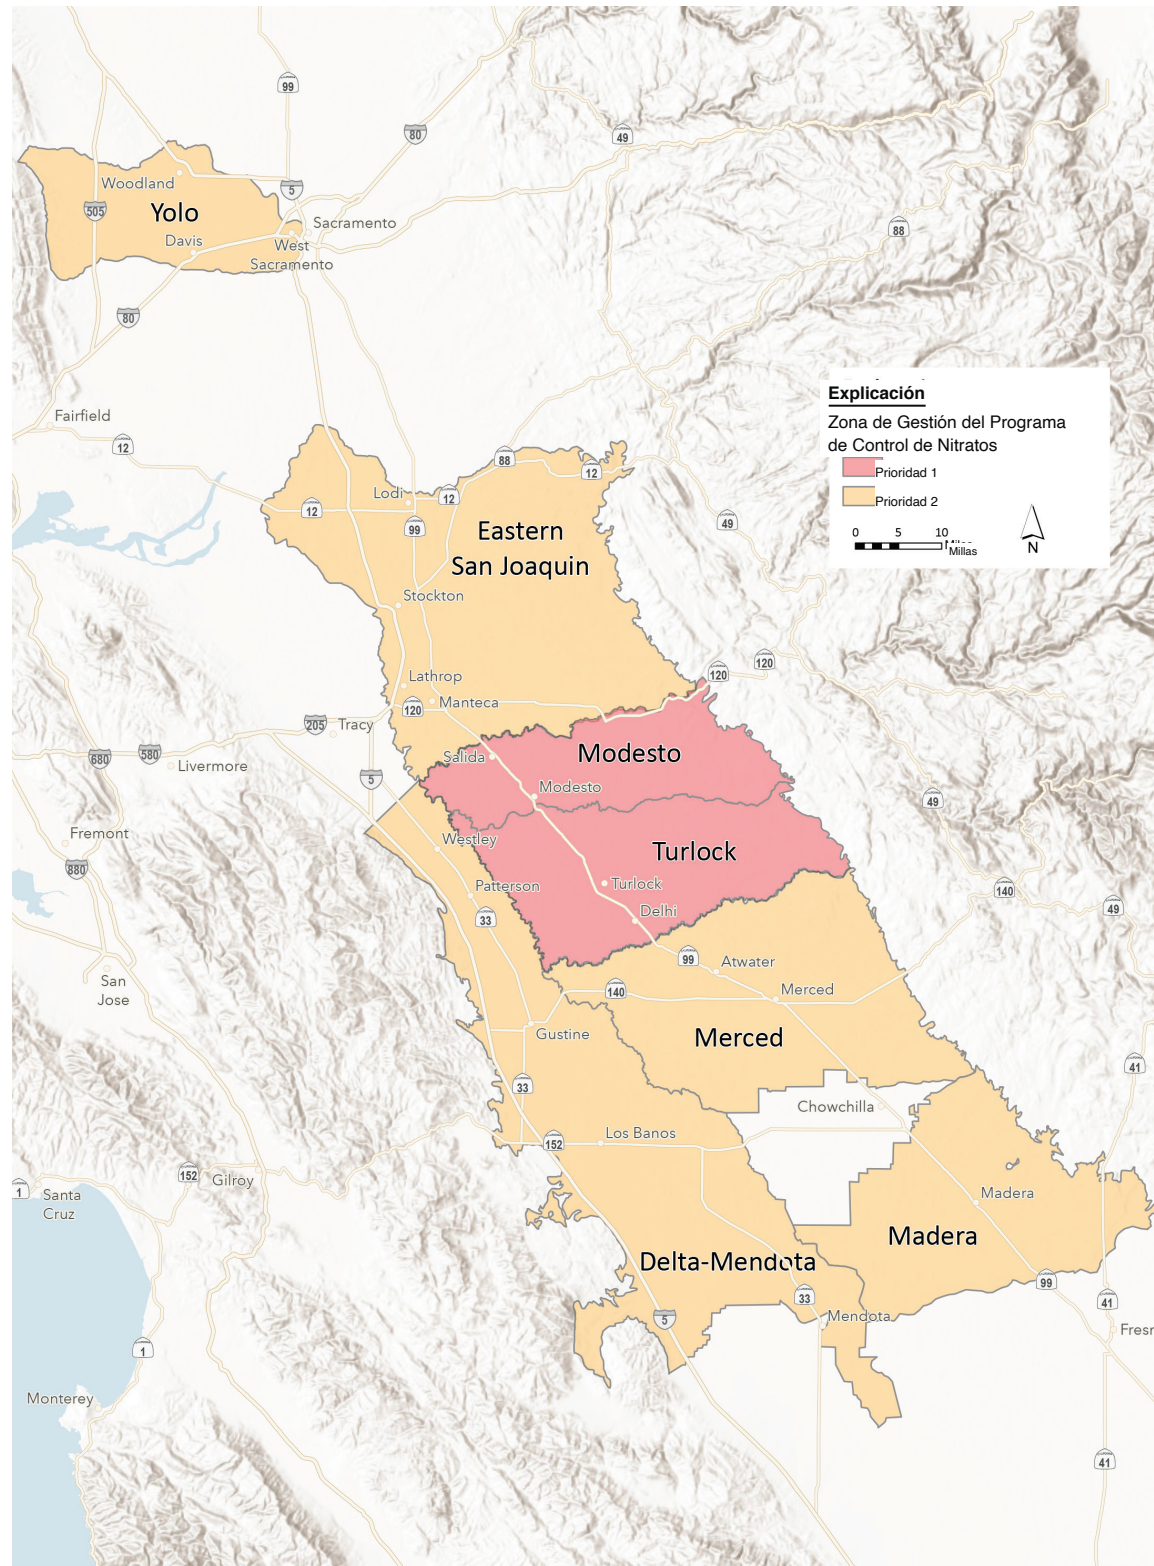 99
80
49
Woodland
5
505
Yolo
Sacramento
88
Davis
West
Sacramento
80
Explicación
Zona de Gestión del Programa
de Control de Nitratos
Prioridad 1
Prioridad 2
0 5 10
Millas
N
Fairfield
12
88
12
Lodi
12
12
99
49
Eastern
San Joaquin
Stockton
120
120
Lathrop
Manteca
120
205
Tracy
Modesto
Salida
680
580
Livermore
5
Modesto
49
Fremont
Westley
Turlock
880
Patterson
Turlock
140
33
Delhi
49
99
Atwater
San
Jose
140
Merced
Gustine
Merced
41
33
Chowchilla
152
Los Banos
152
Gilroy
1
Santa
Cruz
Madera
Madera
Delta-Mendota
99
33
41
5
Mendota
Fresn
1
Monterey
41